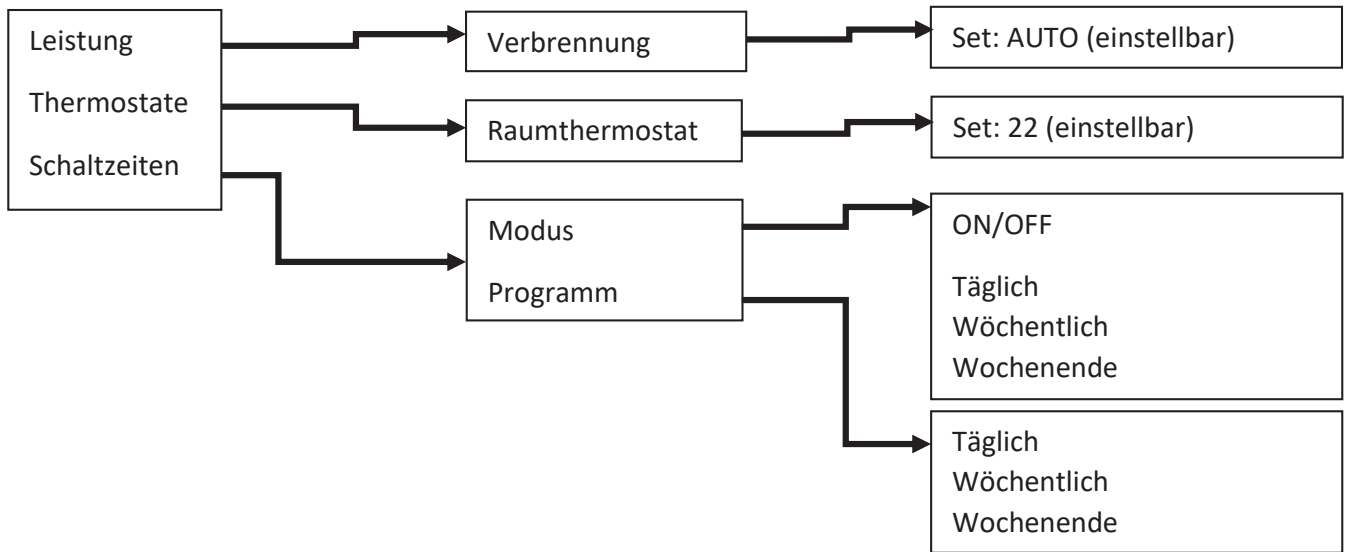 Leistung
Thermostate
Schaltzeiten
Verbrennung
Raumthermostat
Modus
Programm
Set: AUTO (einstellbar)
Set: 22 (einstellbar)
ON/OFF
Täglich
Wöchentlich
Wochenende
Täglich
Wöchentlich
Wochenende